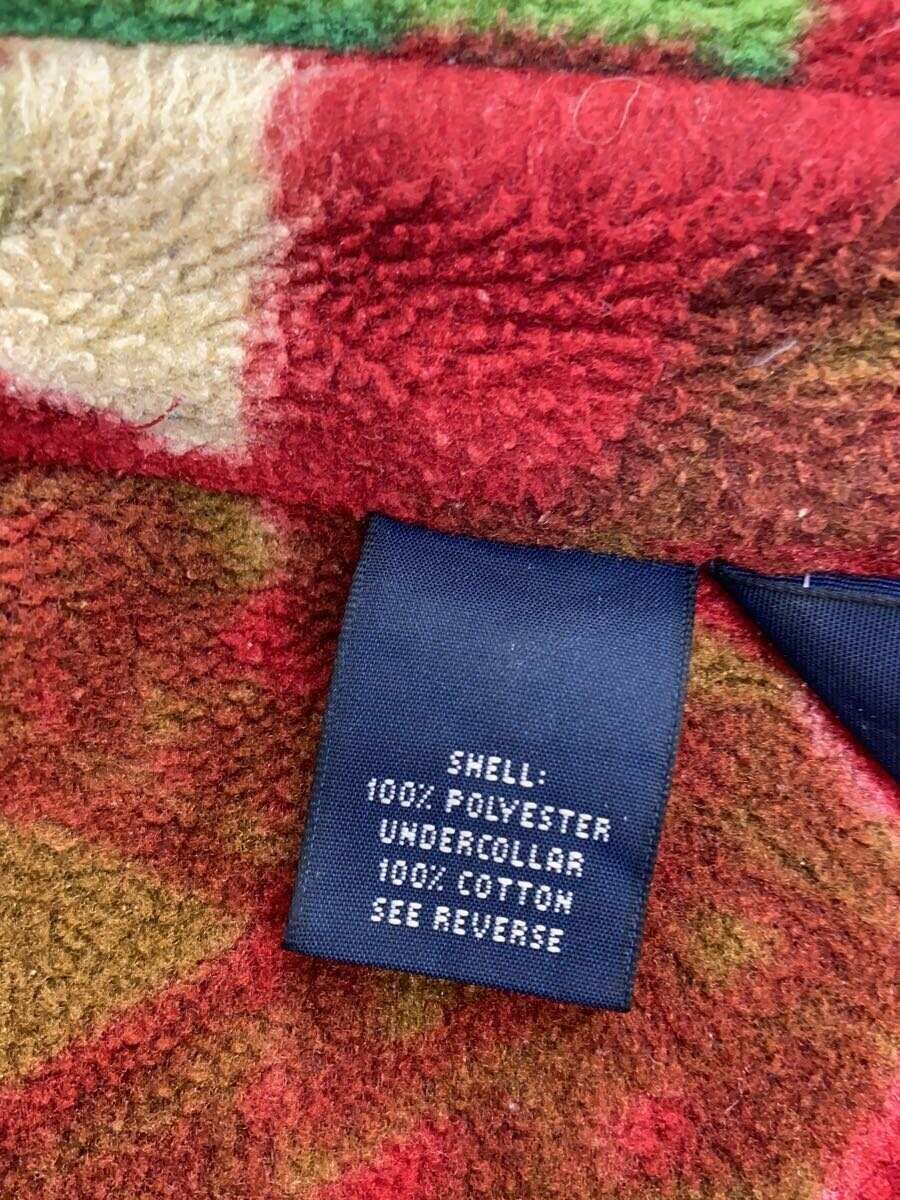 SHELL:
100% POLYESTER
UNDERCOLLAR
100% COTTON
SEE REVERSE